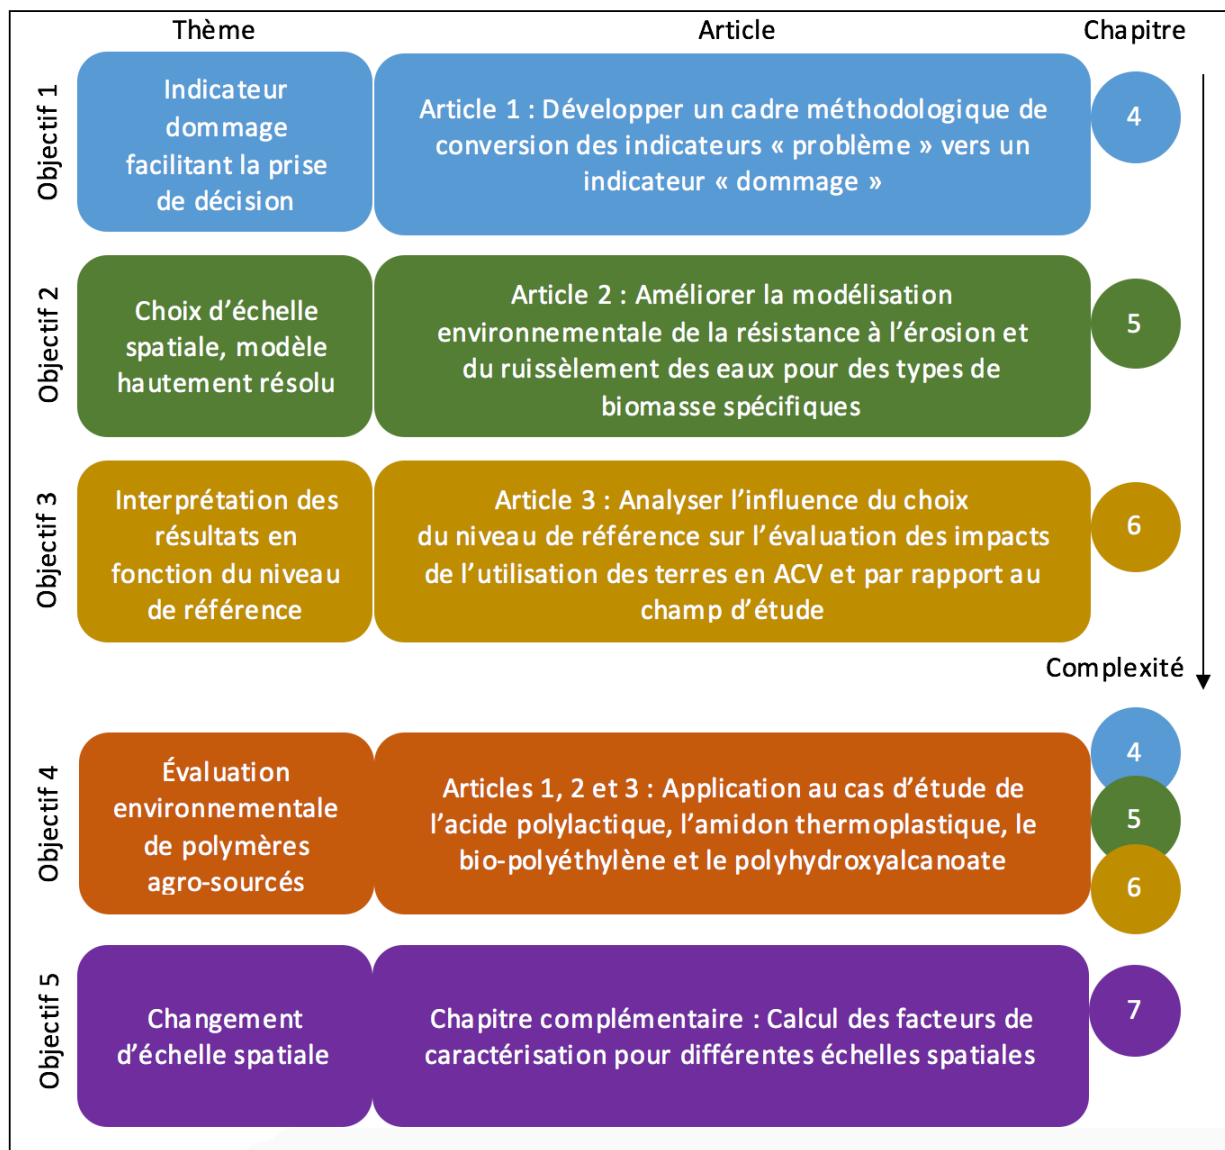 Thème
Article
Chapitre
Objectif 1
Indicateur
dommage
facilitant la prise
de décision
Article 1 : Développer un cadre méthodologique de
conversion des indicateurs « problème » vers un
indicateur « dommage »
4
Objectif 2
Choix d’échelle
spatiale, modèle
hautement résolu
Article 2 : Améliorer la modélisation
environnementale de la résistance à l’érosion et
du ruissèlement des eaux pour des types de
biomasse spécifiques
5
Objectif 3
Interprétation des
résultats en
fonction du niveau
de référence
Article 3 : Analyser l’influence du choix
du niveau de référence sur l’évaluation des impacts
de l’utilisation des terres en ACV et par rapport au
champ d’étude
6
Complexité
Objectif 4
Évaluation
environnementale
de polymères
agro-sourcés
Articles 1, 2 et 3 : Application au cas d’étude de
l’acide polylactique, l’amidon thermoplastique, le
bio-polyéthylène et le polyhydroxyalcanoate
4
5
6
Objectif 5
Changement
d’échelle spatiale
Chapitre complémentaire : Calcul des facteurs de
caractérisation pour différentes échelles spatiales
7